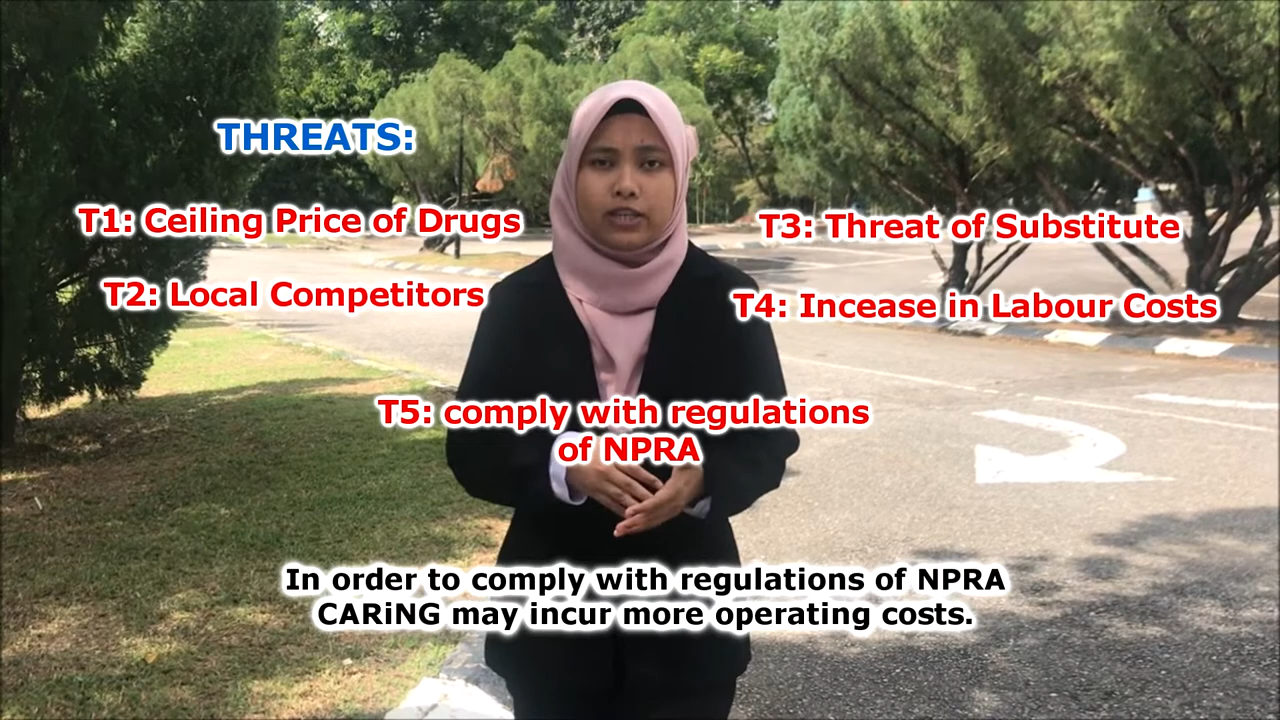 THREATS:
T1: Ceiling Price of Drugs
T2: Local Competitors
T3: Threat of Substitute
T4: Incease in Labour Costs
T5: comply with regulations
of NPRA
In order to comply with regulations of NPRA
CARiNG may incur more operating costs.